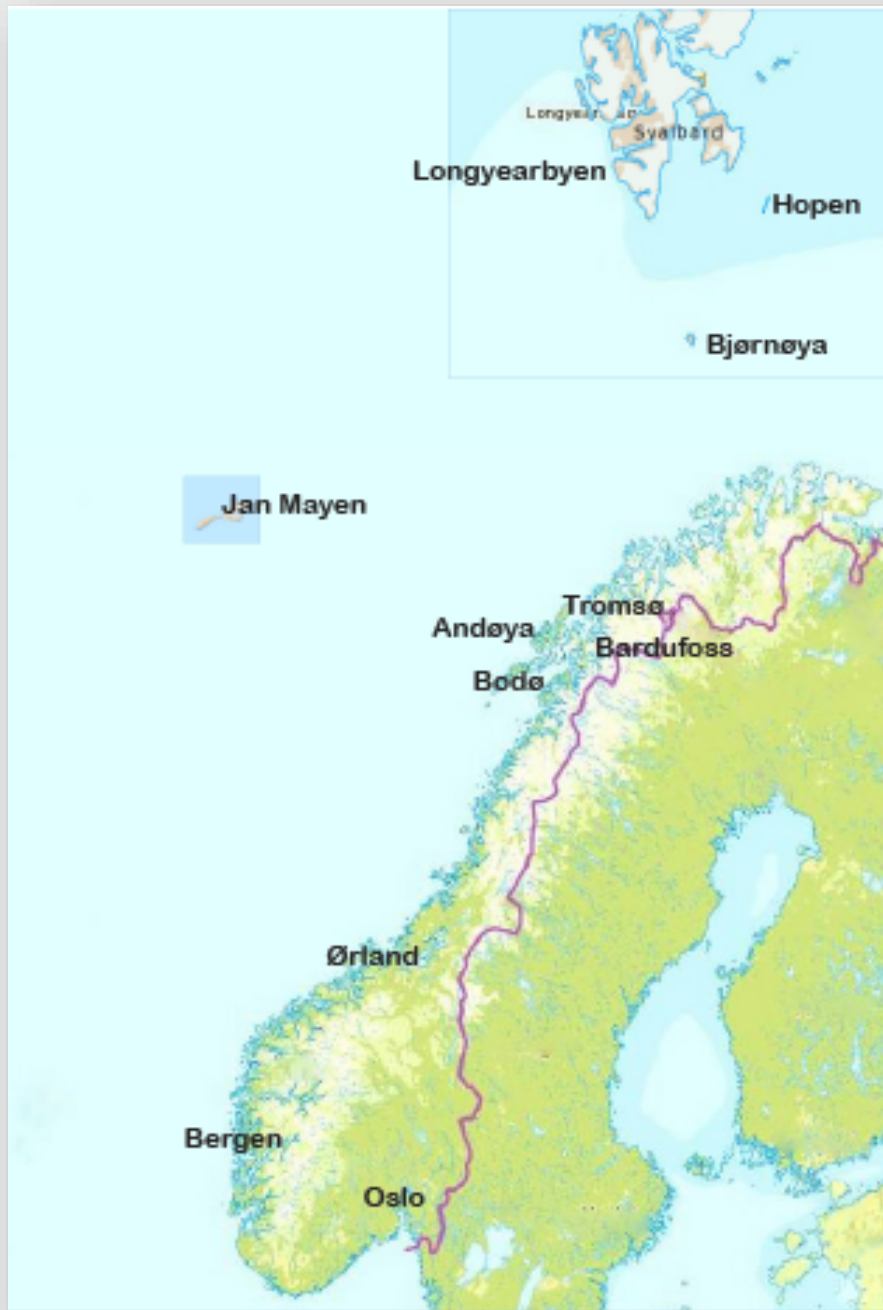 Svalbard
Longyearbyen
Hopen
Bjørnøya
Jan Mayen
Tromsø
Andøya
Bardufoss
Bodø
Ørland
Bergen
Oslo